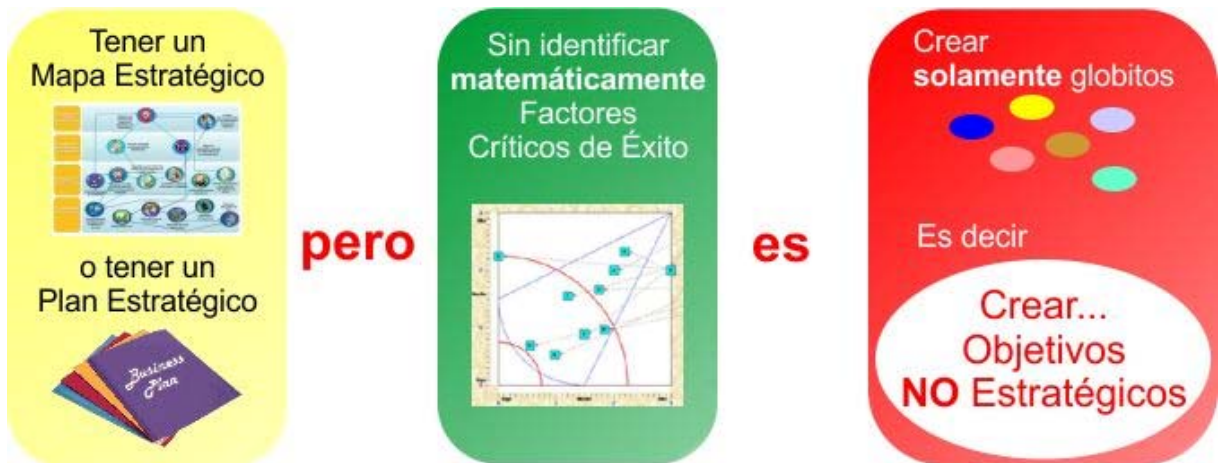 Tener un
Mapa Estratégico
o tener un
Plan Estratégico
Business
Plan
pero
Sin identificar
matemáticamente
Factores
Críticos de Éxito
es
Crear
solamente globitos
Es decir
Crear...
Objetivos
NO Estratégicos